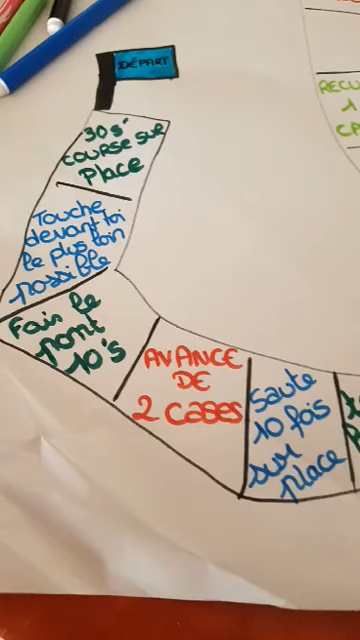 DÉPART
30s'
COURSE SUR
Place
Touche
devant toi
le plus loin
possible
Fais le
pont
10's
AVANCE
DE
2 cases
Saute
10 fois
sur
place
RECU
1
CA